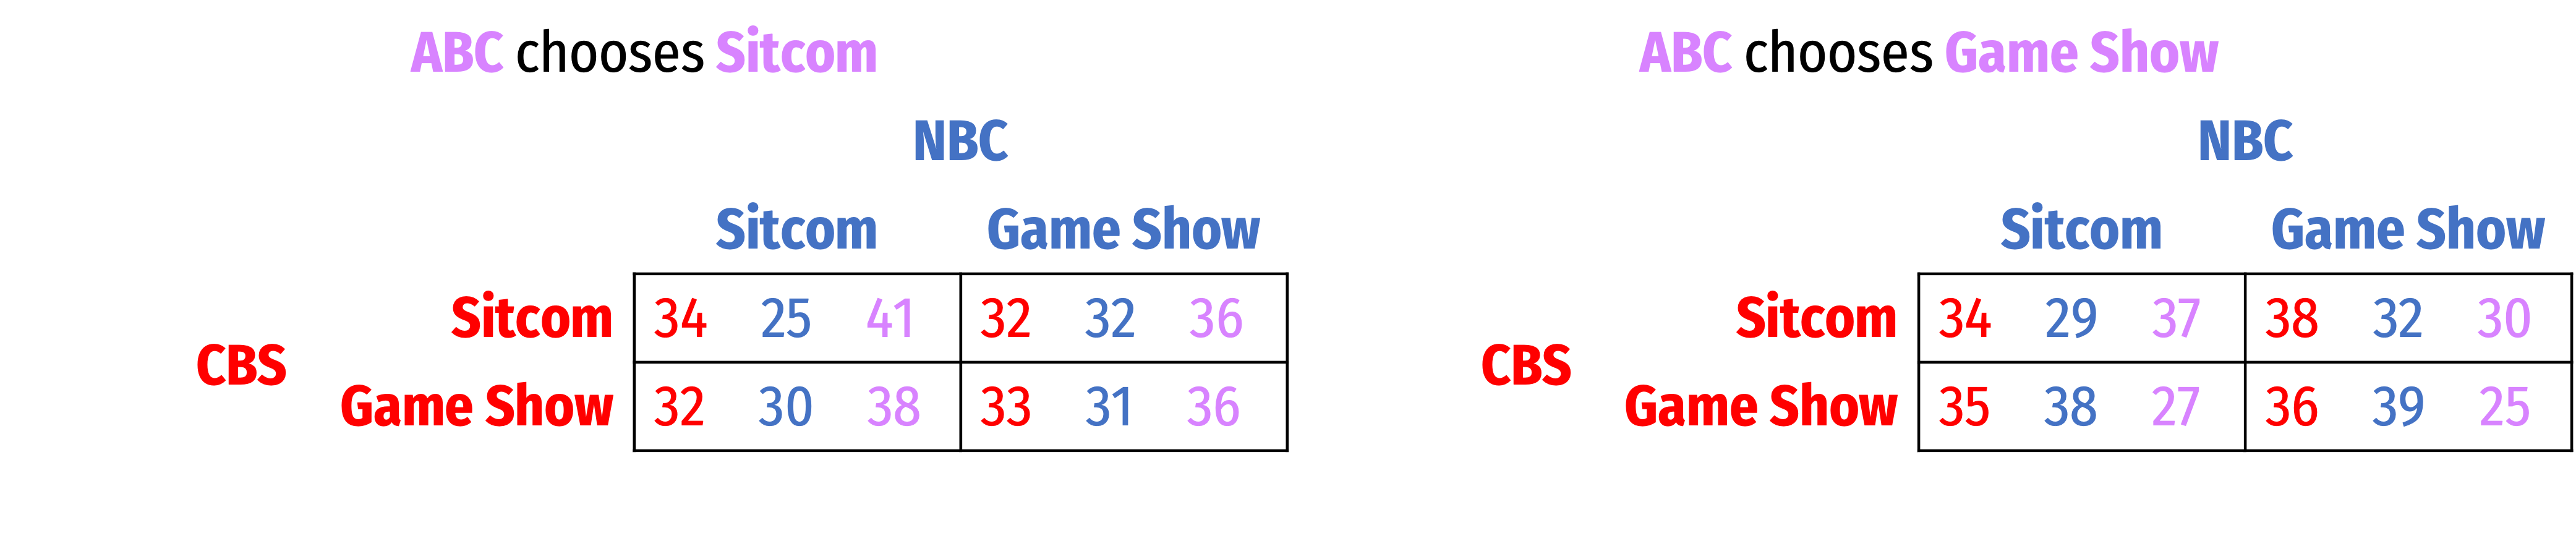 ABC chooses Sitcom
NBC
Sitcom Game Show
Sitcom 34 25 41 32 32 36
CBS
Game Show 32 30 38 33 31 36
ABC chooses Game Show
NBC
Sitcom Game Show
Sitcom 34 29 37 38 32 30
CBS
Game Show 35 38 27 36 39 25